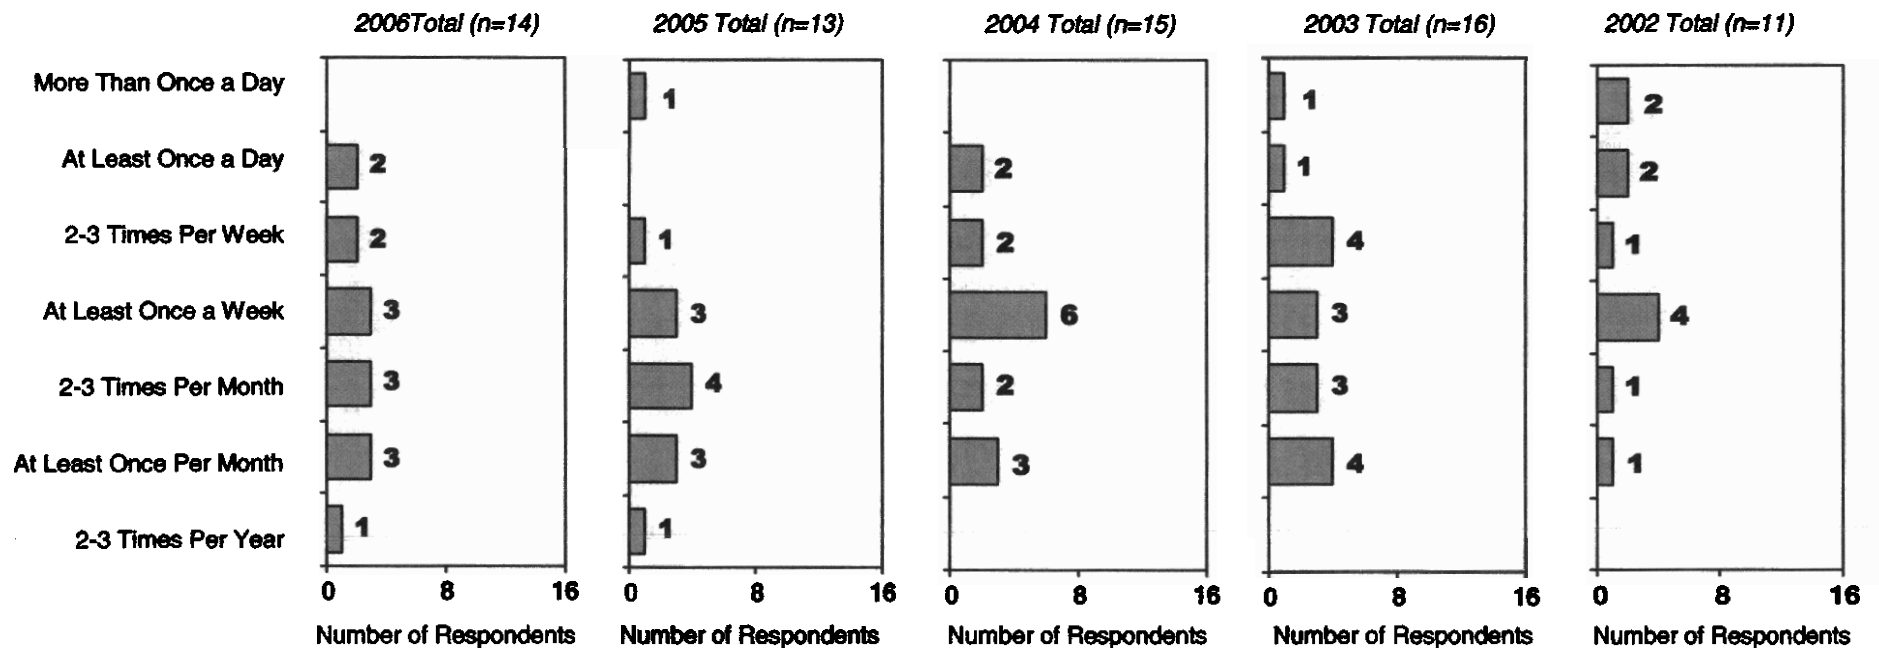 2006Total (n=14) 2005 Total (n=13) 2004 Total (n=15) 2003 Total (n=16) 2002 Total (n=11)
More Than Once a Day 1 1 2
At Least Once a Day 2 2 1 2
2-3 Times Per Week 2 1 2 4 1
At Least Once a Week 3 3 6 3 4
2-3 Times Per Month 3 4 2 3 1
At Least Once Per Month 3 3 3 4 1
2-3 Times Per Year 1 1
0 8 16 0 8 16 0 8 16 0 8 16 0 8 16
Number of Respondents Number of Respondents Number of Respondents Number of Respondents Number of Respondents